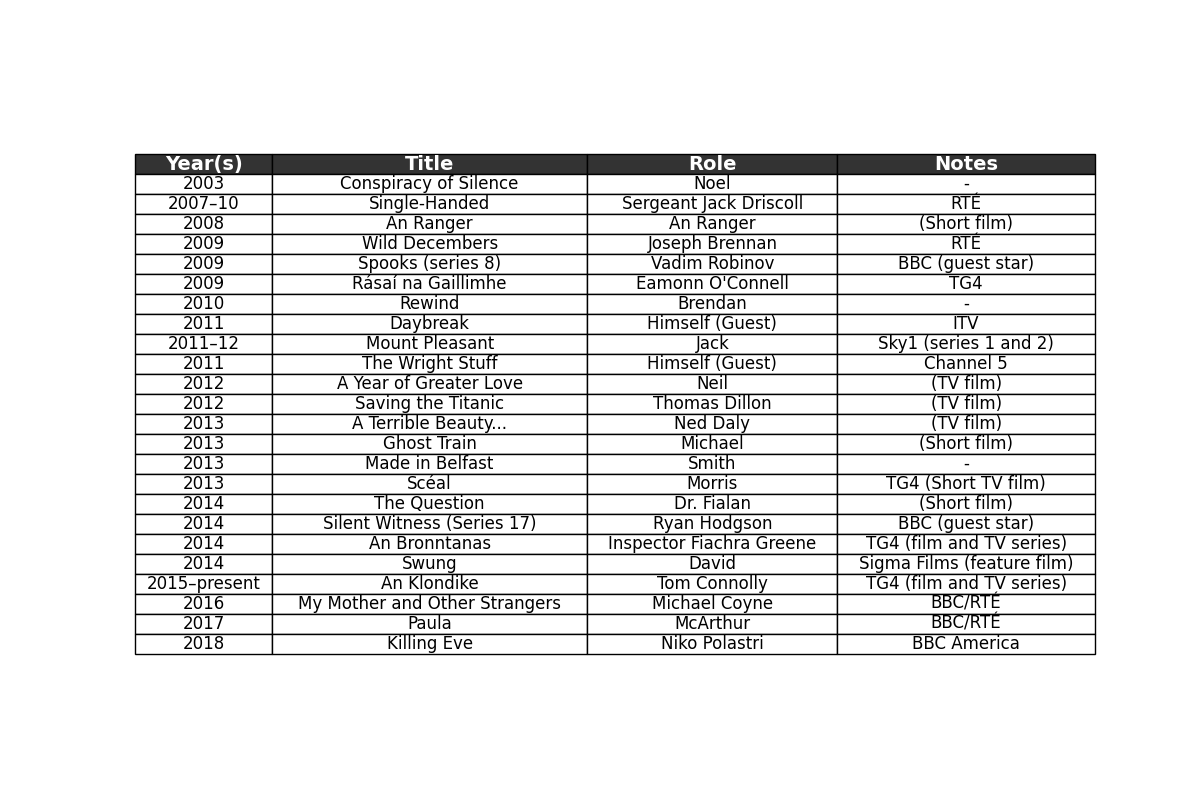 Year(s) Title Role Notes
2003 Conspiracy of Silence Noel -
2007–10 Single-Handed Sergeant Jack Driscoll RTÉ
2008 An Ranger An Ranger (Short film)
2009 Wild Decembers Joseph Brennan RTÉ
2009 Spooks (series 8) Vadim Robinov BBC (guest star)
2009 Rásaí na Gaillimhe Eamonn O'Connell TG4
2010 Rewind Brendan -
2011 Daybreak Himself (Guest) ITV
2011–12 Mount Pleasant Jack Sky1 (series 1 and 2)
2011 The Wright Stuff Himself (Guest) Channel 5
2012 A Year of Greater Love Neil (TV film)
2012 Saving the Titanic Thomas Dillon (TV film)
2013 A Terrible Beauty... Ned Daly (TV film)
2013 Ghost Train Michael (Short film)
2013 Made in Belfast Smith -
2013 Scéal Morris TG4 (Short TV film)
2014 The Question Dr. Fialan (Short film)
2014 Silent Witness (Series 17) Ryan Hodgson BBC (guest star)
2014 An Bronntanas Inspector Fiachra Greene TG4 (film and TV series)
2014 Swung David Sigma Films (feature film)
2015–present An Klondike Tom Connolly TG4 (film and TV series)
2016 My Mother and Other Strangers Michael Coyne BBC/RTÉ
2017 Paula McArthur BBC/RTÉ
2018 Killing Eve Niko Polastri BBC America